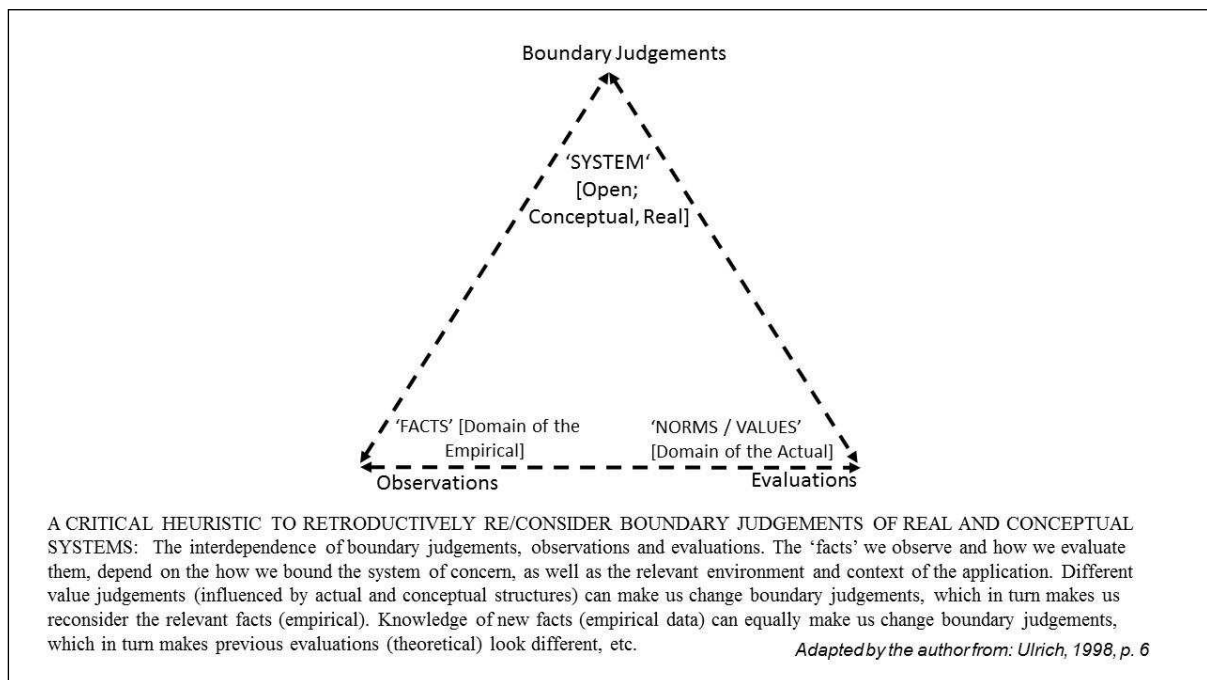 Boundary Judgements
‘SYSTEM‘
[Open;
Conceptual, Real]
‘FACTS’ [Domain of the
Empirical]
‘NORMS / VALUES’
[Domain of the Actual]
Observations
Evaluations
A CRITICAL HEURISTIC TO RETRODUCTIVELY RE/CONSIDER BOUNDARY JUDGEMENTS OF REAL AND CONCEPTUAL
SYSTEMS: The interdependence of boundary judgements, observations and evaluations. The ‘facts’ we observe and how we evaluate
them, depend on the how we bound the system of concern, as well as the relevant environment and context of the application. Different
value judgements (influenced by actual and conceptual structures) can make us change boundary judgements, which in turn makes us
reconsider the relevant facts (empirical). Knowledge of new facts (empirical data) can equally make us change boundary judgements,
which in turn makes previous evaluations (theoretical) look different, etc.
Adapted by the author from: Ulrich, 1998, p. 6